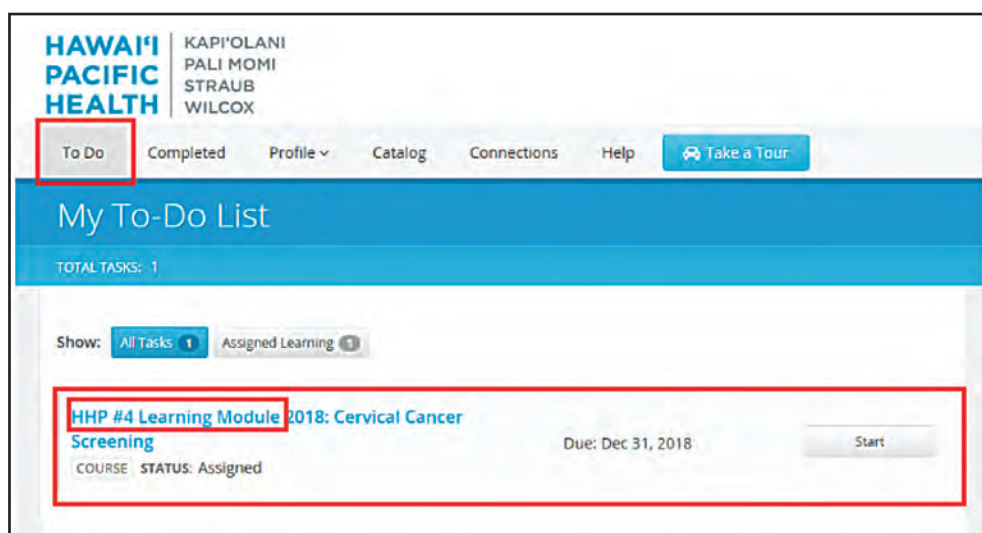 HAWAI'I
PACIFIC
HEALTH
KAPI'OLANI
PALI MOMI
STRAUB
WILCOX
To Do Completed Profile Catalog Connections Help Take a Tour
My To-Do List
TOTAL TASKS: 1
Show: All Tasks 1 Assigned Learning 1
HHP #4 Learning Module 2018: Cervical Cancer
Screening
Due: Dec 31, 2018 Start
COURSE STATUS: Assigned